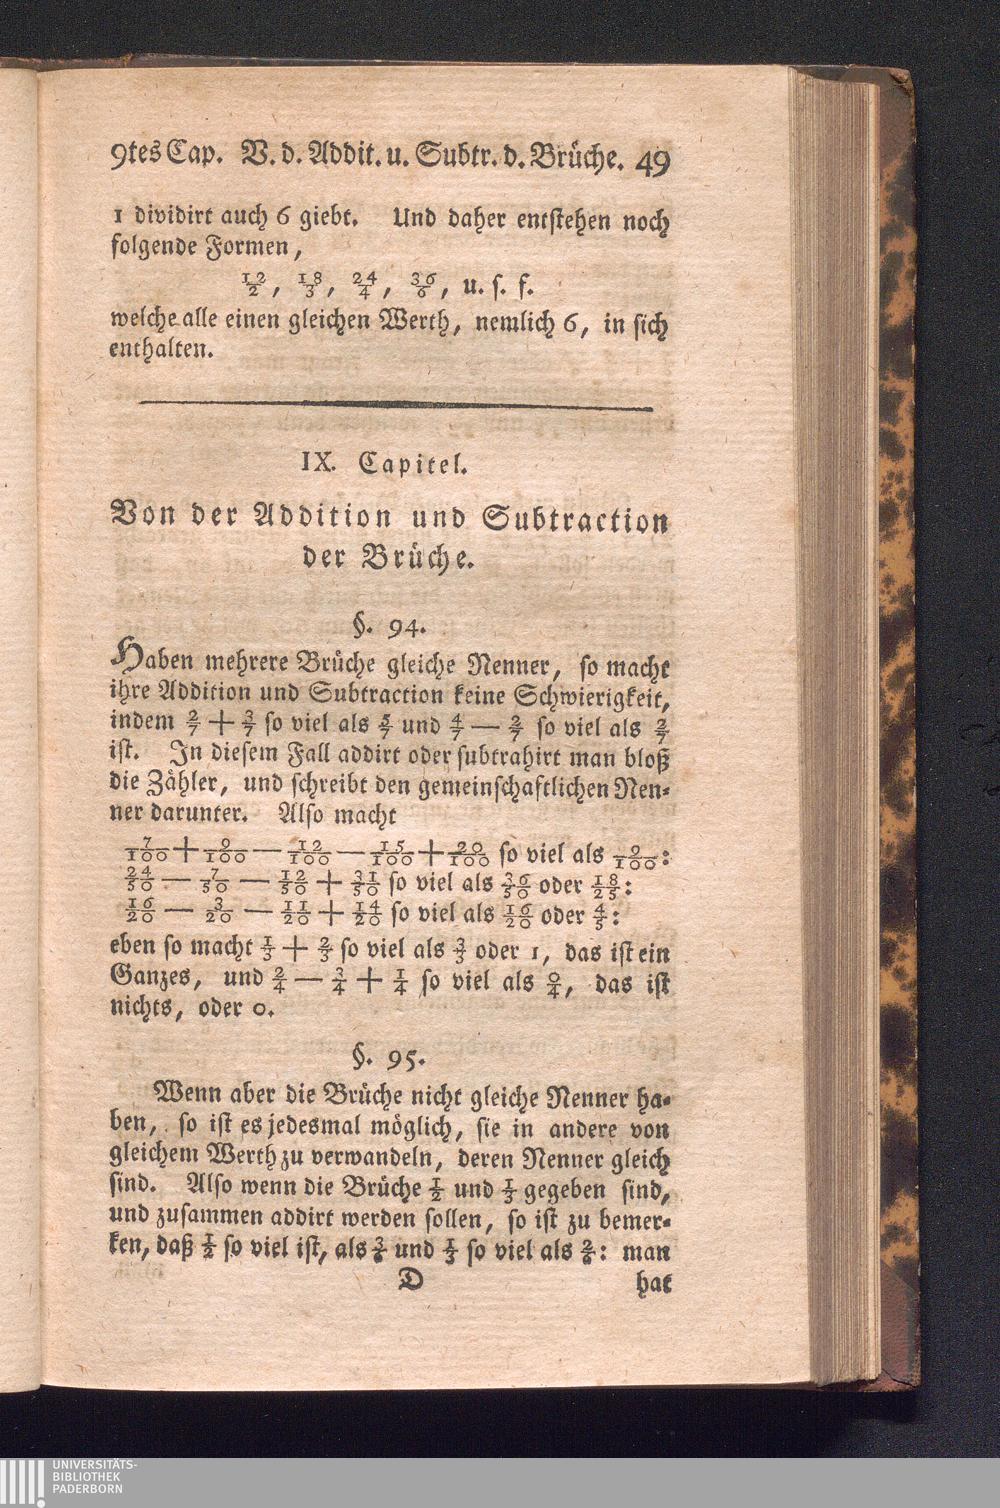 9tes Cap. V. d. Addit. u. Subtr. d. Brüche. 49
1 dividirt auch 6 giebt. Und daher entstehen noch
folgende Formen,
12/2, 18/3, 24/4, 36/6, u. s. f.
welche alle einen gleichen Werth, nemlich 6, in sich
enthalten.
IX. Capitel.
Von der Addition und Subtraction
der Brüche.
§. 94.
Haben mehrere Brüche gleiche Nenner, so macht
ihre Addition und Subtraction keine Schwierigkeit,
indem 2/7 + 3/7 so viel als 5/7 und 4/7 — 2/7 so viel als 2/7
ist. In diesem Fall addirt oder subtrahirt man bloß
die Zähler, und schreibt den gemeinschaftlichen Nen-
ner darunter. Also macht
7/100 + 9/100 — 12/100 — 15/100 + 20/100 so viel als 9/100:
24/50 — 7/50 — 12/50 + 31/50 so viel als 36/50 oder 18/25:
16/20 — 3/20 — 11/20 + 14/20 so viel als 16/20 oder 4/5:
eben so macht 1/3 + 2/3 so viel als 3/3 oder 1, das ist ein
Ganzes, und 2/4 — 3/4 + 1/4 so viel als 0/4, das ist
nichts, oder 0.
§. 95.
Wenn aber die Brüche nicht gleiche Nenner ha-
ben, so ist es jedesmal möglich, sie in andere von
gleichem Werth zu verwandeln, deren Nenner gleich
sind. Also wenn die Brüche 1/2 und 1/3 gegeben sind,
und zusammen addirt werden sollen, so ist zu bemer-
ken, daß 1/2 so viel ist, als 3/6 und 1/3 so viel als 2/6: man
D hat
UNIVERSITÄTS-
BIBLIOTHEK
PADERBORN